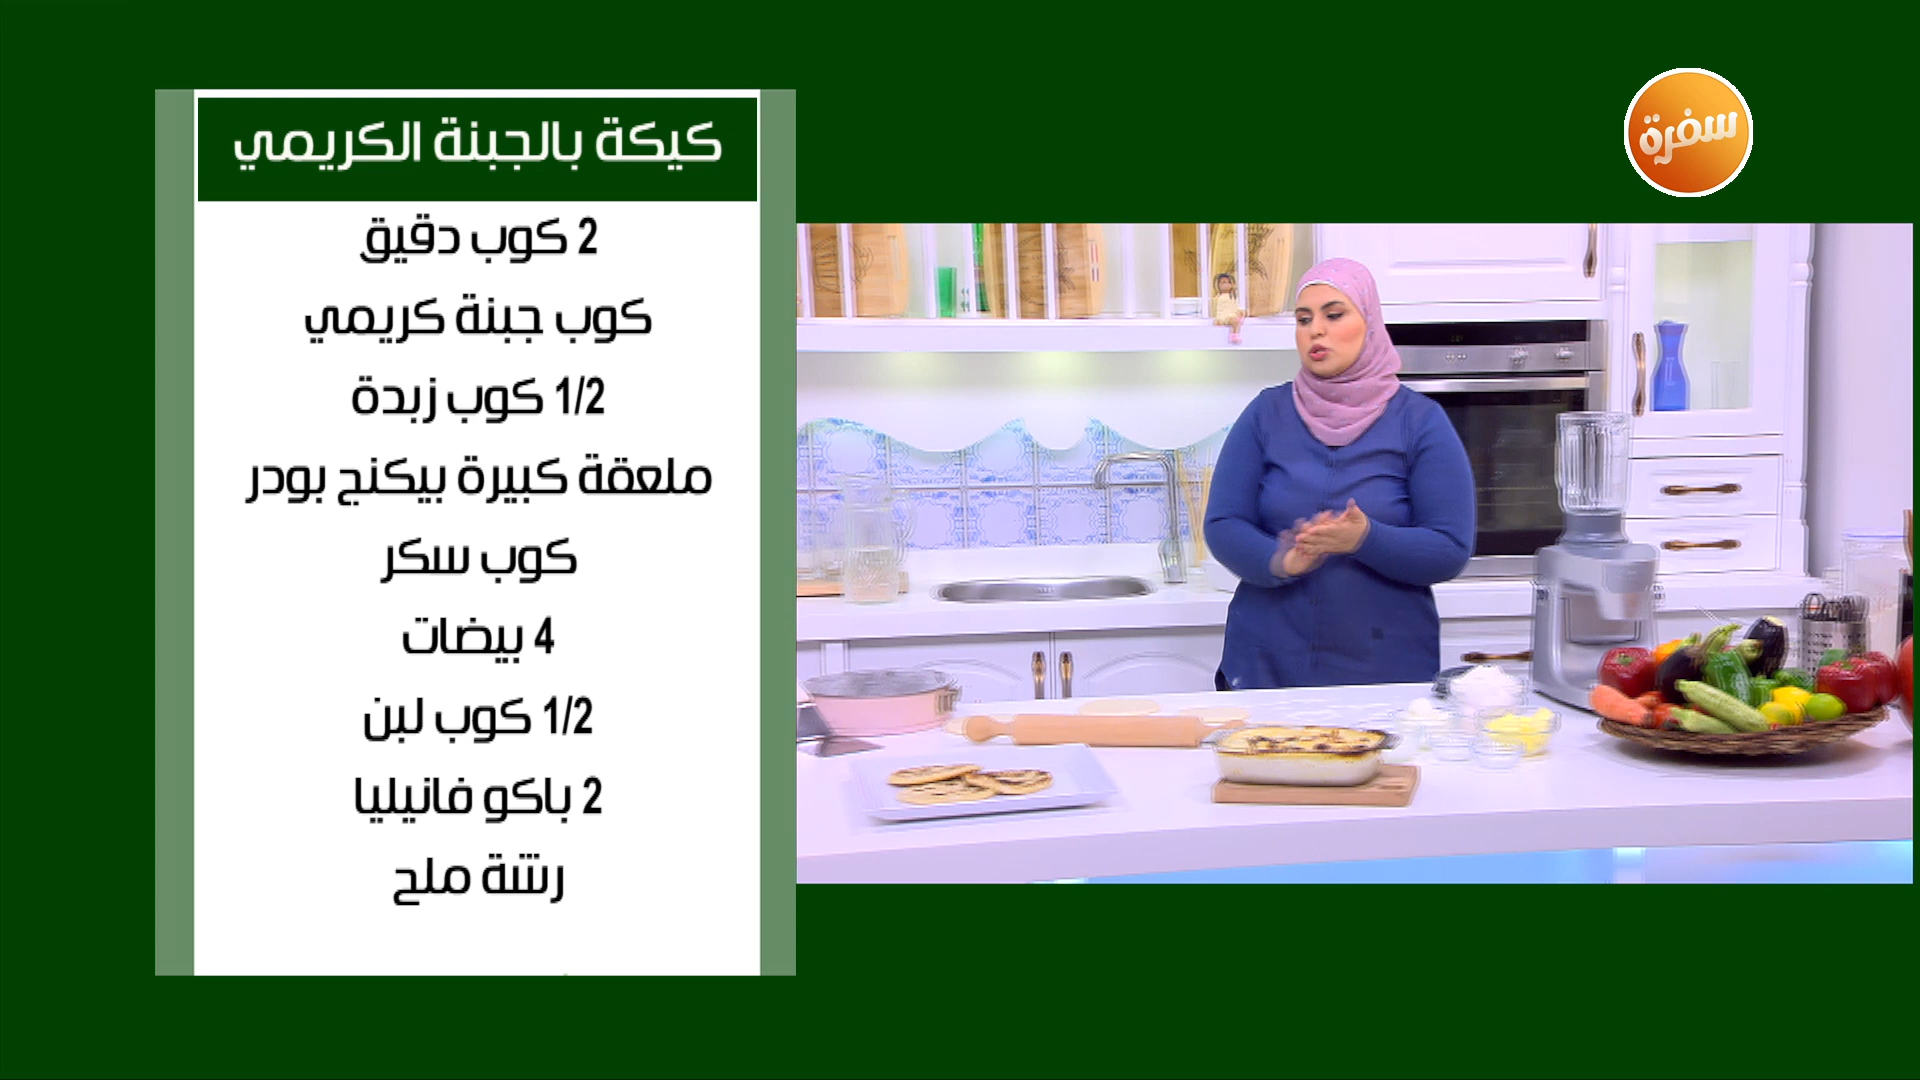 سفرة
كيكة بالجبنة الكريمي
2 كوب دقيق
كوب جبنة كريمي
1/2 كوب زبدة
ملعقة كبيرة بيكنج بودر
كوب سكر
4 بيضات
1/2 كوب لبن
2 باكو فانيليا
رشة ملح